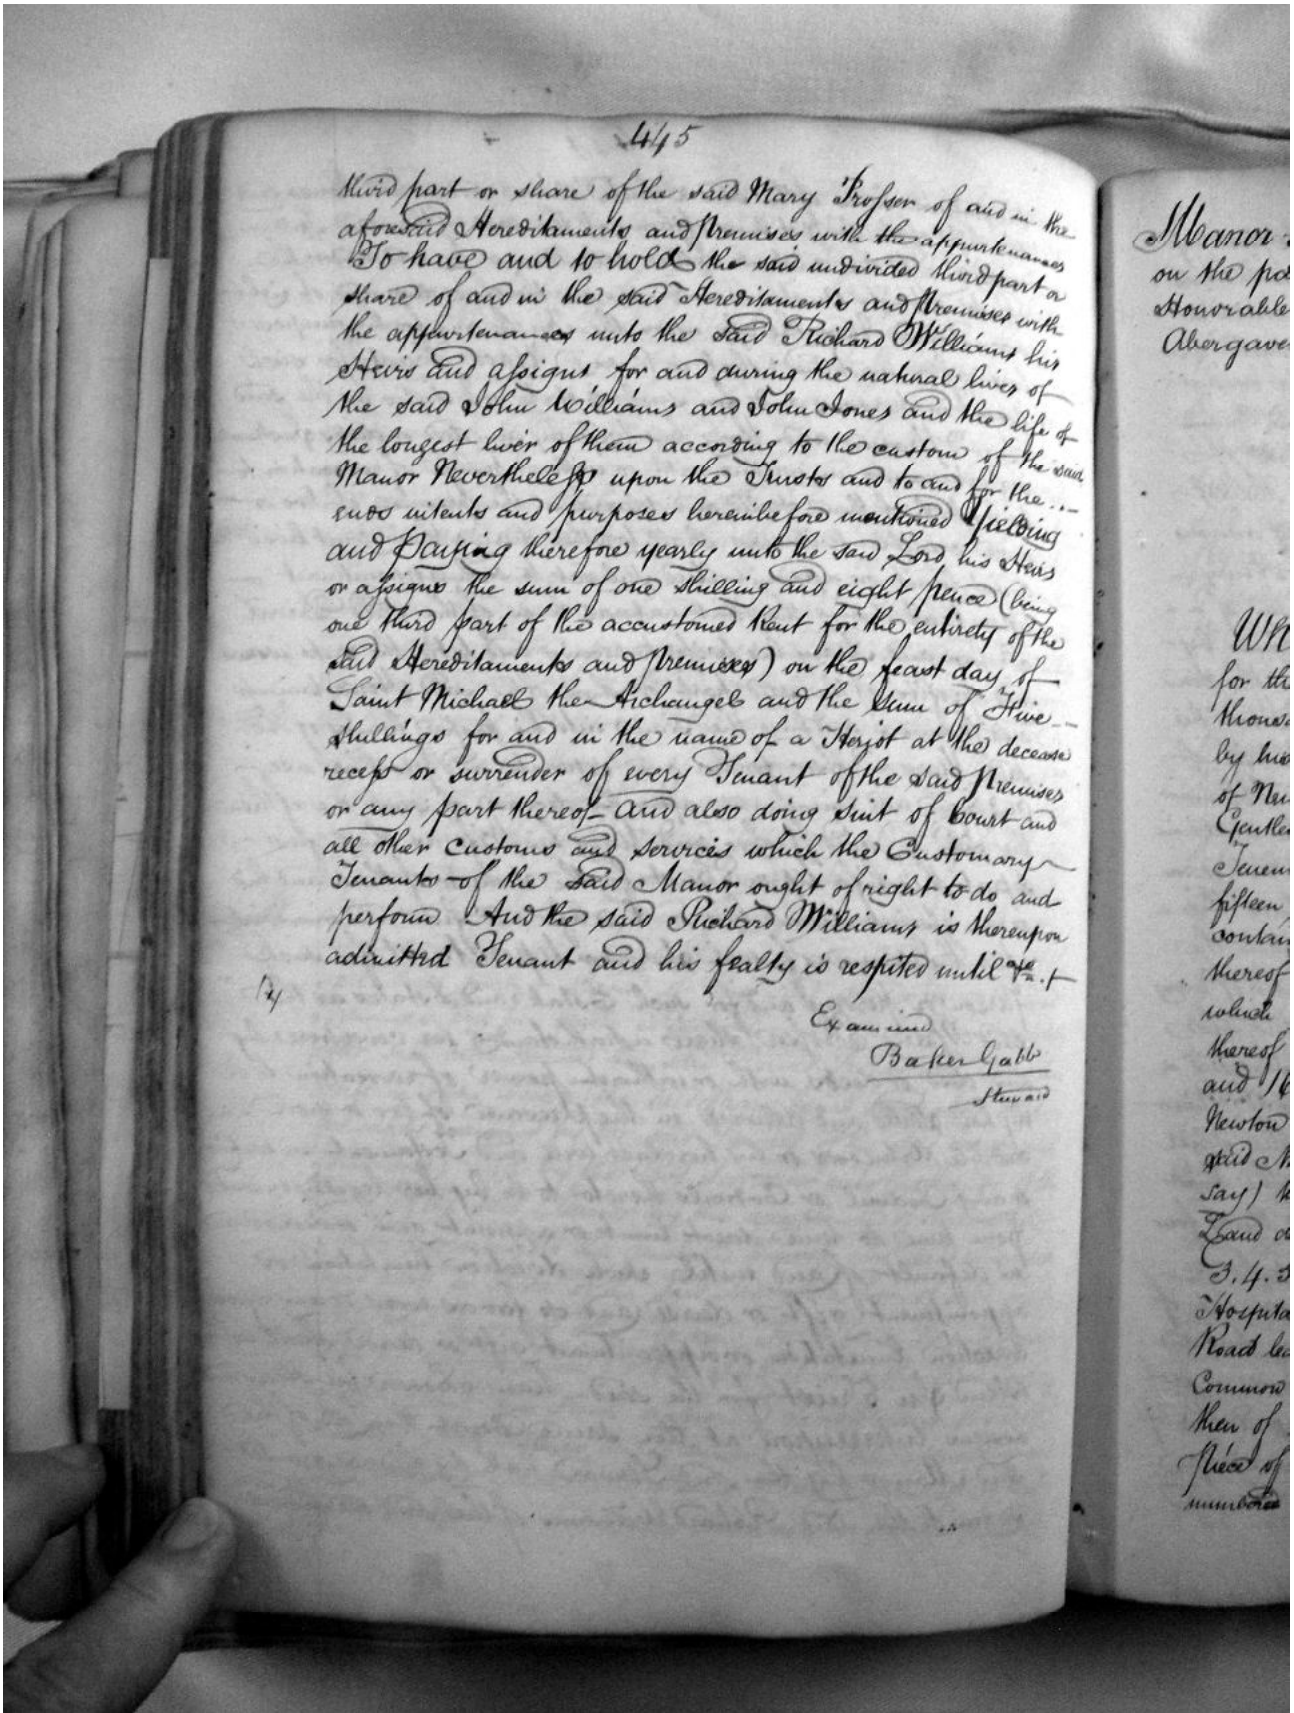 445
third part or share of the said Mary Prosser of and in the
aforesaid Hereditaments and premises with the appurtenances
To have and to hold the said undivided third part or
share of and in the said Hereditaments and premises with
the appurtenances unto the said Richard Williams his
Heirs and assigns for and during the natural lives of
the said John Williams and John Jones and the life of
the longest liver of them according to the custom of the said
Manor Nevertheless upon the Trusts and to and for the
ends intents and purposes hereinbefore mentioned Yielding
and Paying therefore yearly unto the said Lord his Heirs
or assigns the sum of one shilling and eight pence (being
one third part of the accustomed Rent for the entirety of the
said Hereditaments and premises) on the feast day of
Saint Michael the Archangel and the sum of Five
shillings for and in the name of a Heriot at the decease
recess or surrender of every Tenant of the said premises
or any part thereof And also doing suit of Court and
all other customs and services which the Customary
Tenants of the said Manor ought of right to do and
perform And the said Richard Williams is thereupon
admitted Tenant and his fealty is respited until &c. +
Examined
Baker Gabb
Steward
Manor
on the
Honorable
for
by
of
Gentle
fifteen
thereof
which
thereof
and 16
Newton
said
say)
Land
3.4.5
Road
Common
then of
piece of
numbered